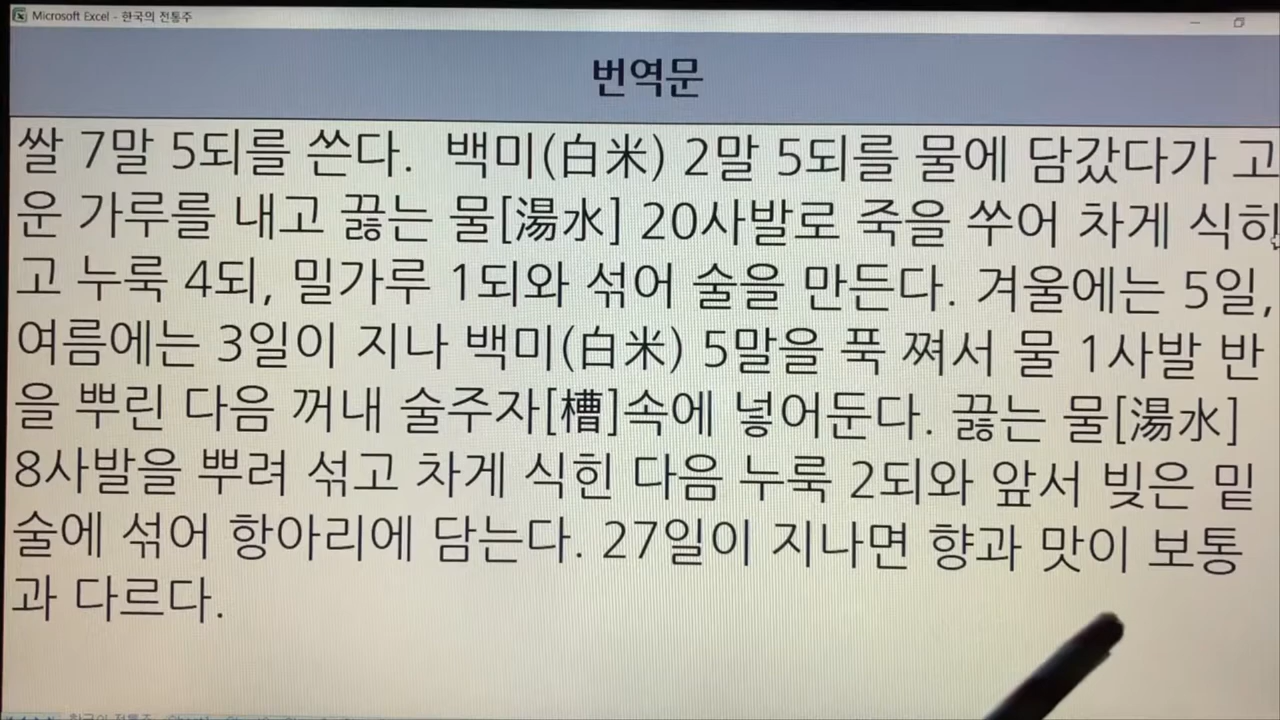 Microsoft Excel - 한국의 전통주
번역문
쌀 7말 5되를 쓴다. 백미(白米) 2말 5되를 물에 담갔다가 고
운 가루를 내고 끓는 물[湯水] 20사발로 죽을 쑤어 차게 식히
고 누룩 4되, 밀가루 1되와 섞어 술을 만든다. 겨울에는 5일,
여름에는 3일이 지나 백미(白米) 5말을 푹 쪄서 물 1사발 반
을 뿌린 다음 꺼내 술주자[槽]속에 넣어둔다. 끓는 물[湯水]
8사발을 뿌려 섞고 차게 식힌 다음 누룩 2되와 앞서 빚은 밑
술에 섞어 항아리에 담는다. 27일이 지나면 향과 맛이 보통
과 다르다.
한국의 전통주